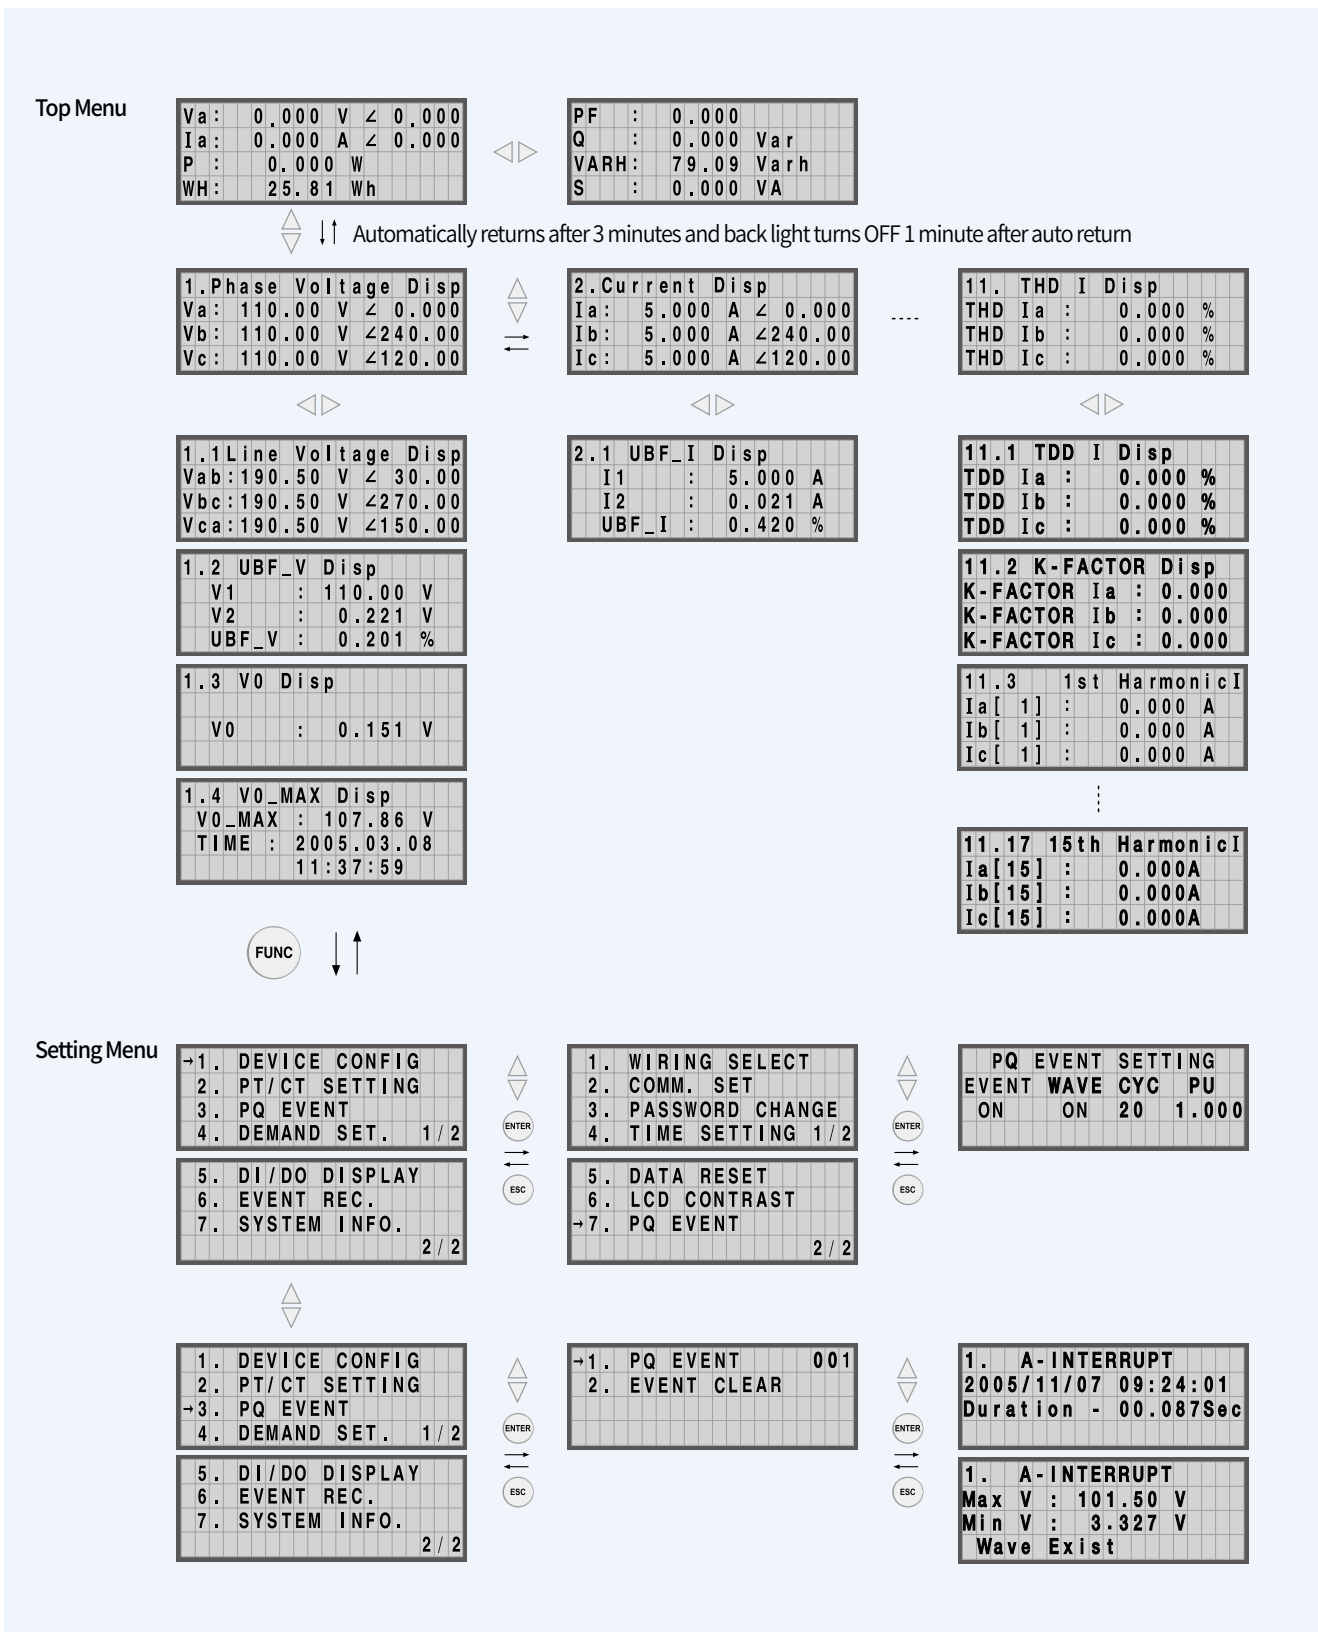 Top Menu
Va: 0.000 V ∠ 0.000
Ia: 0.000 A ∠ 0.000
P : 0.000 W
WH: 25.81 Wh
PF : 0.000
Q : 0.000 Var
VARH: 79.09 Varh
S : 0.000 VA
↓↑ Automatically returns after 3 minutes and back light turns OFF 1 minute after auto return
1.Phase Voltage Disp
Va: 110.00 V ∠ 0.000
Vb: 110.00 V ∠240.00
Vc: 110.00 V ∠120.00
2.Current Disp
Ia: 5.000 A ∠ 0.000
Ib: 5.000 A ∠240.00
Ic: 5.000 A ∠120.00
11. THD I Disp
THD Ia : 0.000 %
THD Ib : 0.000 %
THD Ic : 0.000 %
1.1Line Voltage Disp
Vab:190.50 V ∠ 30.00
Vbc:190.50 V ∠270.00
Vca:190.50 V ∠150.00
2.1 UBF_I Disp
I1 : 5.000 A
I2 : 0.021 A
UBF_I : 0.420 %
11.1 TDD I Disp
TDD Ia : 0.000 %
TDD Ib : 0.000 %
TDD Ic : 0.000 %
1.2 UBF_V Disp
V1 : 110.00 V
V2 : 0.221 V
UBF_V : 0.201 %
11.2 K-FACTOR Disp
K-FACTOR Ia : 0.000
K-FACTOR Ib : 0.000
K-FACTOR Ic : 0.000
1.3 V0 Disp
V0 : 0.151 V
11.3 1st HarmonicI
Ia[ 1] : 0.000 A
Ib[ 1] : 0.000 A
Ic[ 1] : 0.000 A
1.4 V0_MAX Disp
V0_MAX : 107.86 V
TIME : 2005.03.08
11:37:59
11.17 15th HarmonicI
Ia[15] : 0.000A
Ib[15] : 0.000A
Ic[15] : 0.000A
FUNC
Setting Menu
→1. DEVICE CONFIG
2. PT/CT SETTING
3. PQ EVENT
4. DEMAND SET. 1/2
5. DI/DO DISPLAY
6. EVENT REC.
7. SYSTEM INFO.
2/2
ENTER
ESC
1. WIRING SELECT
2. COMM. SET
3. PASSWORD CHANGE
4. TIME SETTING 1/2
5. DATA RESET
6. LCD CONTRAST
→7. PQ EVENT
2/2
ENTER
ESC
PQ EVENT SETTING
EVENT WAVE CYC PU
ON ON 20 1.000
1. DEVICE CONFIG
2. PT/CT SETTING
→3. PQ EVENT
4. DEMAND SET. 1/2
5. DI/DO DISPLAY
6. EVENT REC.
7. SYSTEM INFO.
2/2
ENTER
ESC
→1. PQ EVENT 001
2. EVENT CLEAR
ENTER
ESC
1. A-INTERRUPT
2005/11/07 09:24:01
Duration - 00.087Sec
1. A-INTERRUPT
Max V : 101.50 V
Min V : 3.327 V
Wave Exist